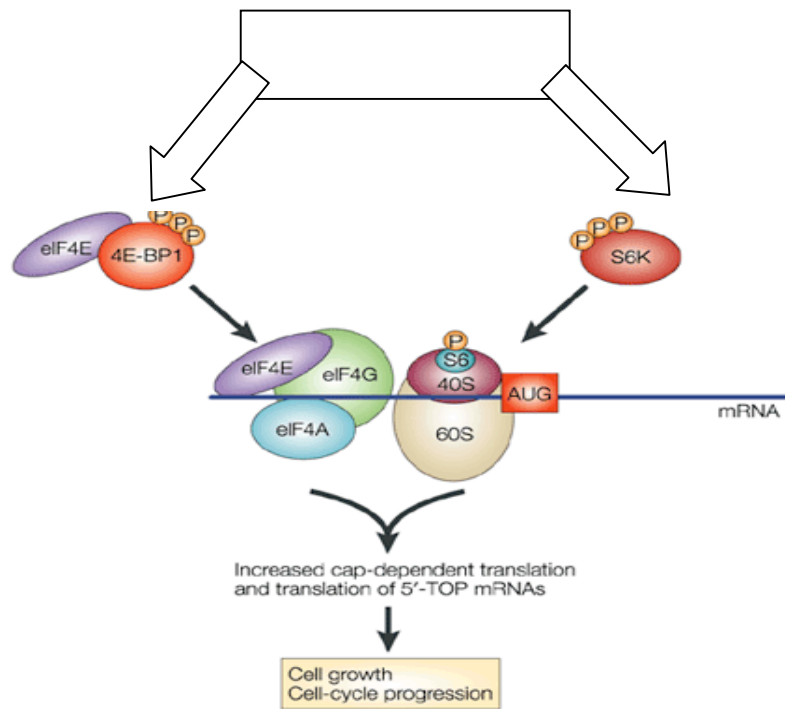 P
P
P
eIF4E
4E-BP1
P
P
P
S6K
P
eIF4E
eIF4G
S6
40S
AUG
mRNA
eIF4A
60S
Increased cap-dependent translation
and translation of 5′-TOP mRNAs
Cell growth
Cell-cycle progression